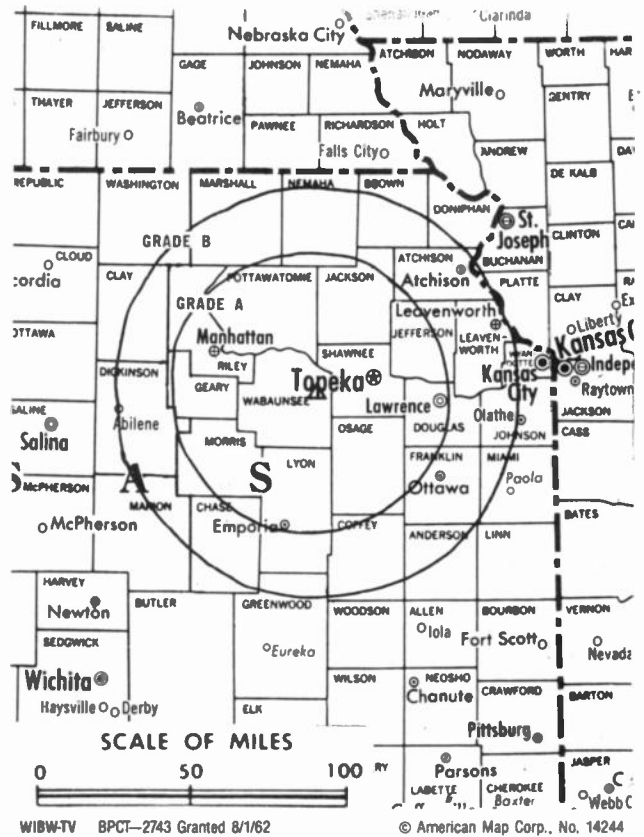 Clarinda
Nebraska City
FILLMORE SALINE
ATCHISON NODAWAY WORTH HAR
GAGE JOHNSON NEMAHA
Maryville
GENTRY
THAYER JEFFERSON
Beatrice
PAWNEE RICHARDSON HOLT
Fairbury
Falls City
ANDREW
DE KALB
REPUBLIC WASHINGTON MARSHALL NEMAHA BROWN
DONIPHAN
St. Joseph
CLINTON
GRADE B
CLOUD
cordia
CLAY
POTTAWATOMIE JACKSON
ATCHISON
Atchison
BUCHANAN
PLATTE
CLAY
GRADE A
Leavenworth
Liberty
OTTAWA
Manhattan
RILEY
JEFFERSON
LEAVEN-
WORTH
SHAWNEE
WYAN
DOTTE
Kansas
Kansas City
Indepe
Raytown
DICKINSON
GEARY
WABAUNSEE
Topeka
Lawrence
Olathe
JACKSON
SALINE
Abilene
DOUGLAS
JOHNSON
CASS
Salina
MORRIS
OSAGE
LYON
FRANKLIN MIAMI
S A S
McPHERSON
Ottawa
Paola
MARION
CHASE
BATES
McPherson
Emporia
COFFEY
ANDERSON LINN
HARVEY
Newton
BUTLER
GREENWOOD
WOODSON ALLEN BOURBON VERNON
Iola
Fort Scott
Nevada
SEDGWICK
Eureka
Wichita
WILSON
NEOSHO
Chanute
CRAWFORD
BARTON
Haysville Derby
ELK
Pittsburg
SCALE OF MILES
0 50 100
RY
Parsons
JASPER
LABETTE
CHEROKEE
Baxter
C
Webb C
WIBW-TV BPCT—2743 Granted 8/1/62
© American Map Corp., No. 14244